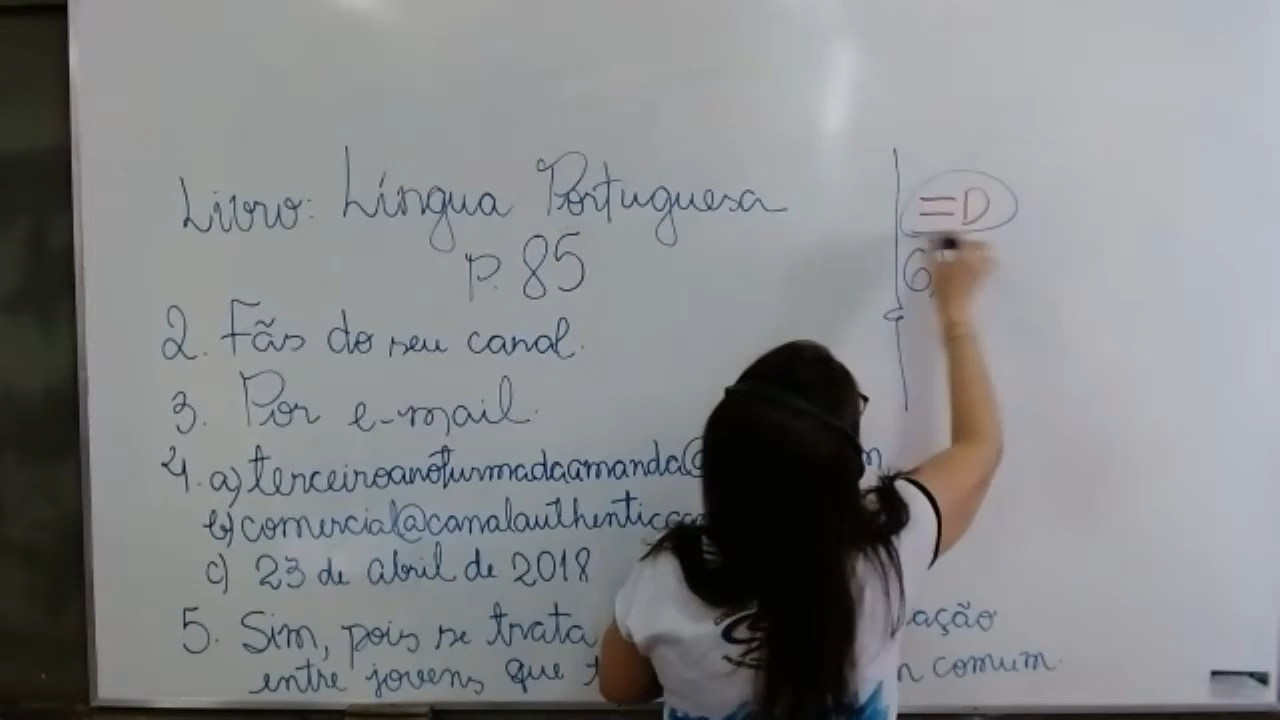 Livro: Língua Portuguesa
p. 85
2. Fãs do seu canal.
3. Por e-mail.
4. a) terceiroanoturmadaamanda@
b) comercial@canalauthentic
c) 23 de abril de 2018
5. Sim, pois se trata ação
entre jovens que comum.
=D
6